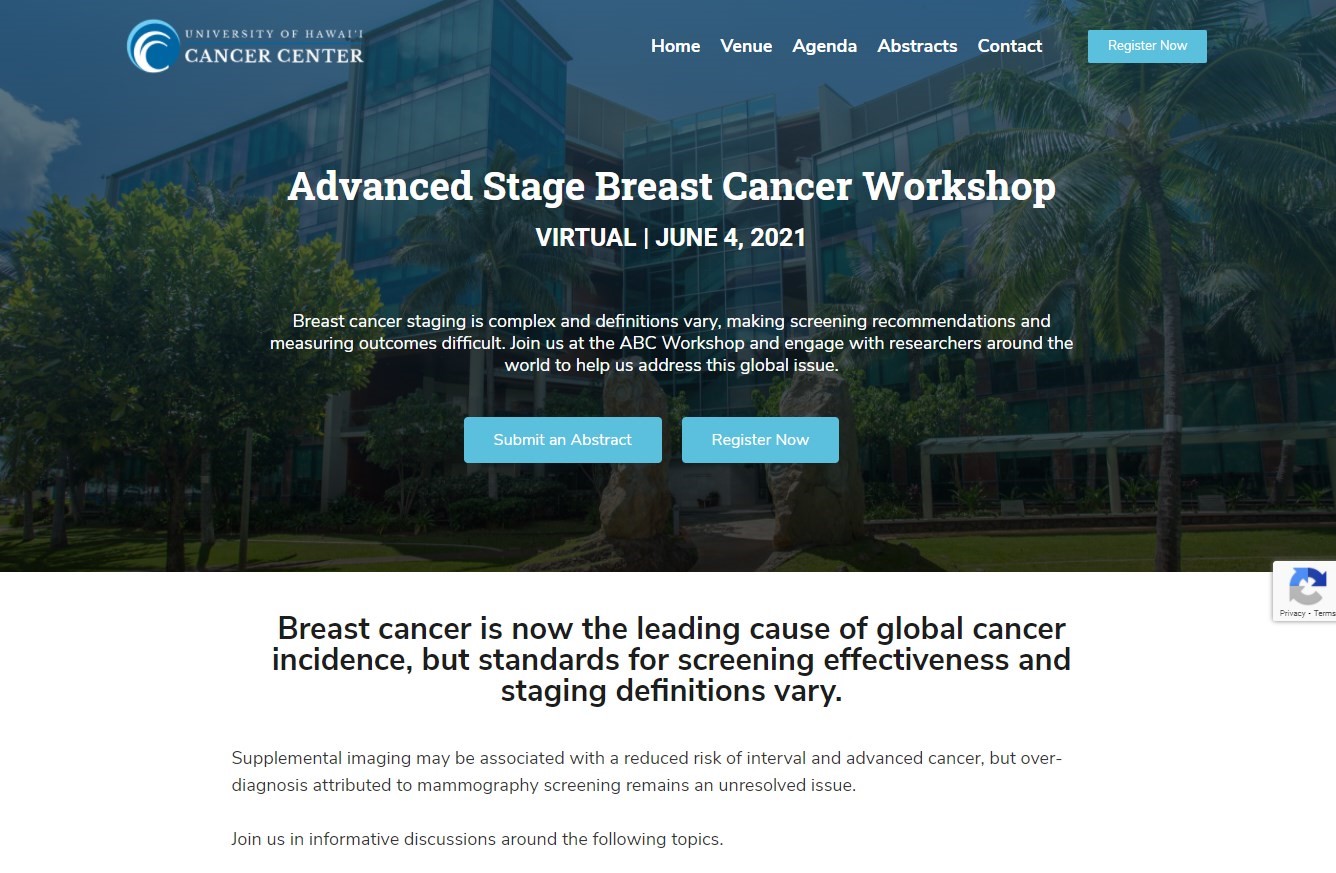 UNIVERSITY OF HAWAI'I
CANCER CENTER
Home Venue Agenda Abstracts Contact Register Now
Advanced Stage Breast Cancer Workshop
VIRTUAL | JUNE 4, 2021
Breast cancer staging is complex and definitions vary, making screening recommendations and
measuring outcomes difficult. Join us at the ABC Workshop and engage with researchers around the
world to help us address this global issue.
Submit an Abstract Register Now
Privacy - Terms
Breast cancer is now the leading cause of global cancer
incidence, but standards for screening effectiveness and
staging definitions vary.
Supplemental imaging may be associated with a reduced risk of interval and advanced cancer, but over-
diagnosis attributed to mammography screening remains an unresolved issue.
Join us in informative discussions around the following topics.